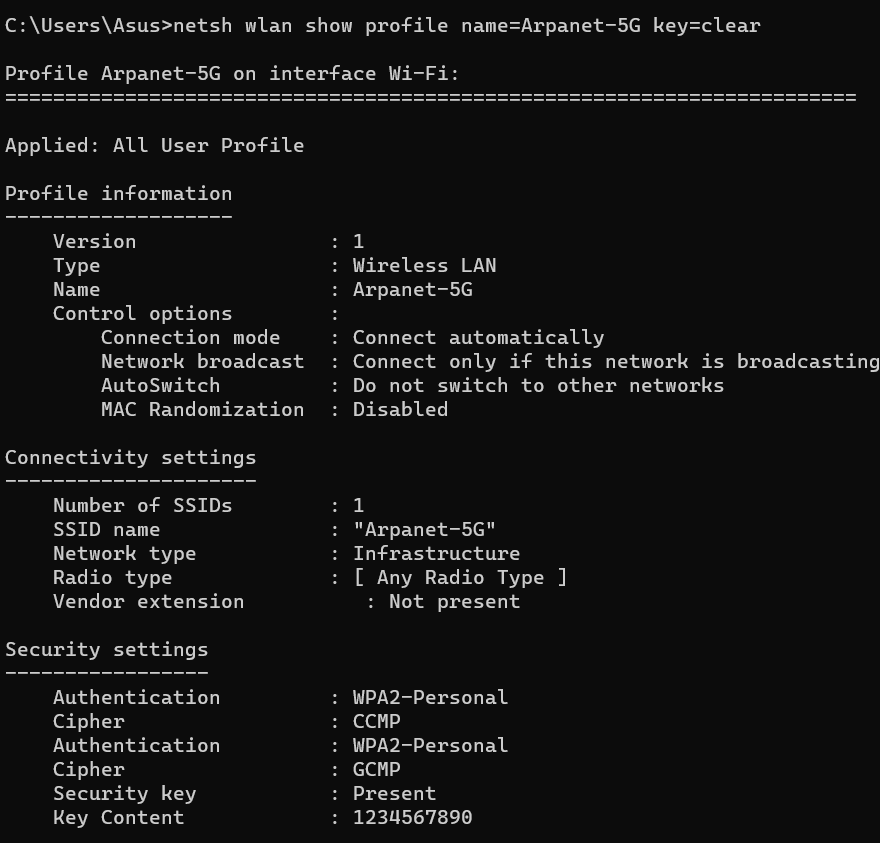 C:\Users\Asus>netsh wlan show profile name=Arpanet-5G key=clear
Profile Arpanet-5G on interface Wi-Fi:
=======================================================================
Applied: All User Profile
Profile information
-------------------
    Version                : 1
    Type                   : Wireless LAN
    Name                   : Arpanet-5G
    Control options        :
        Connection mode    : Connect automatically
        Network broadcast  : Connect only if this network is broadcasting
        AutoSwitch         : Do not switch to other networks
        MAC Randomization  : Disabled
Connectivity settings
---------------------
    Number of SSIDs        : 1
    SSID name              : "Arpanet-5G"
    Network type           : Infrastructure
    Radio type             : [ Any Radio Type ]
    Vendor extension          : Not present
Security settings
-----------------
    Authentication         : WPA2-Personal
    Cipher                 : CCMP
    Authentication         : WPA2-Personal
    Cipher                 : GCMP
    Security key           : Present
    Key Content            : 1234567890